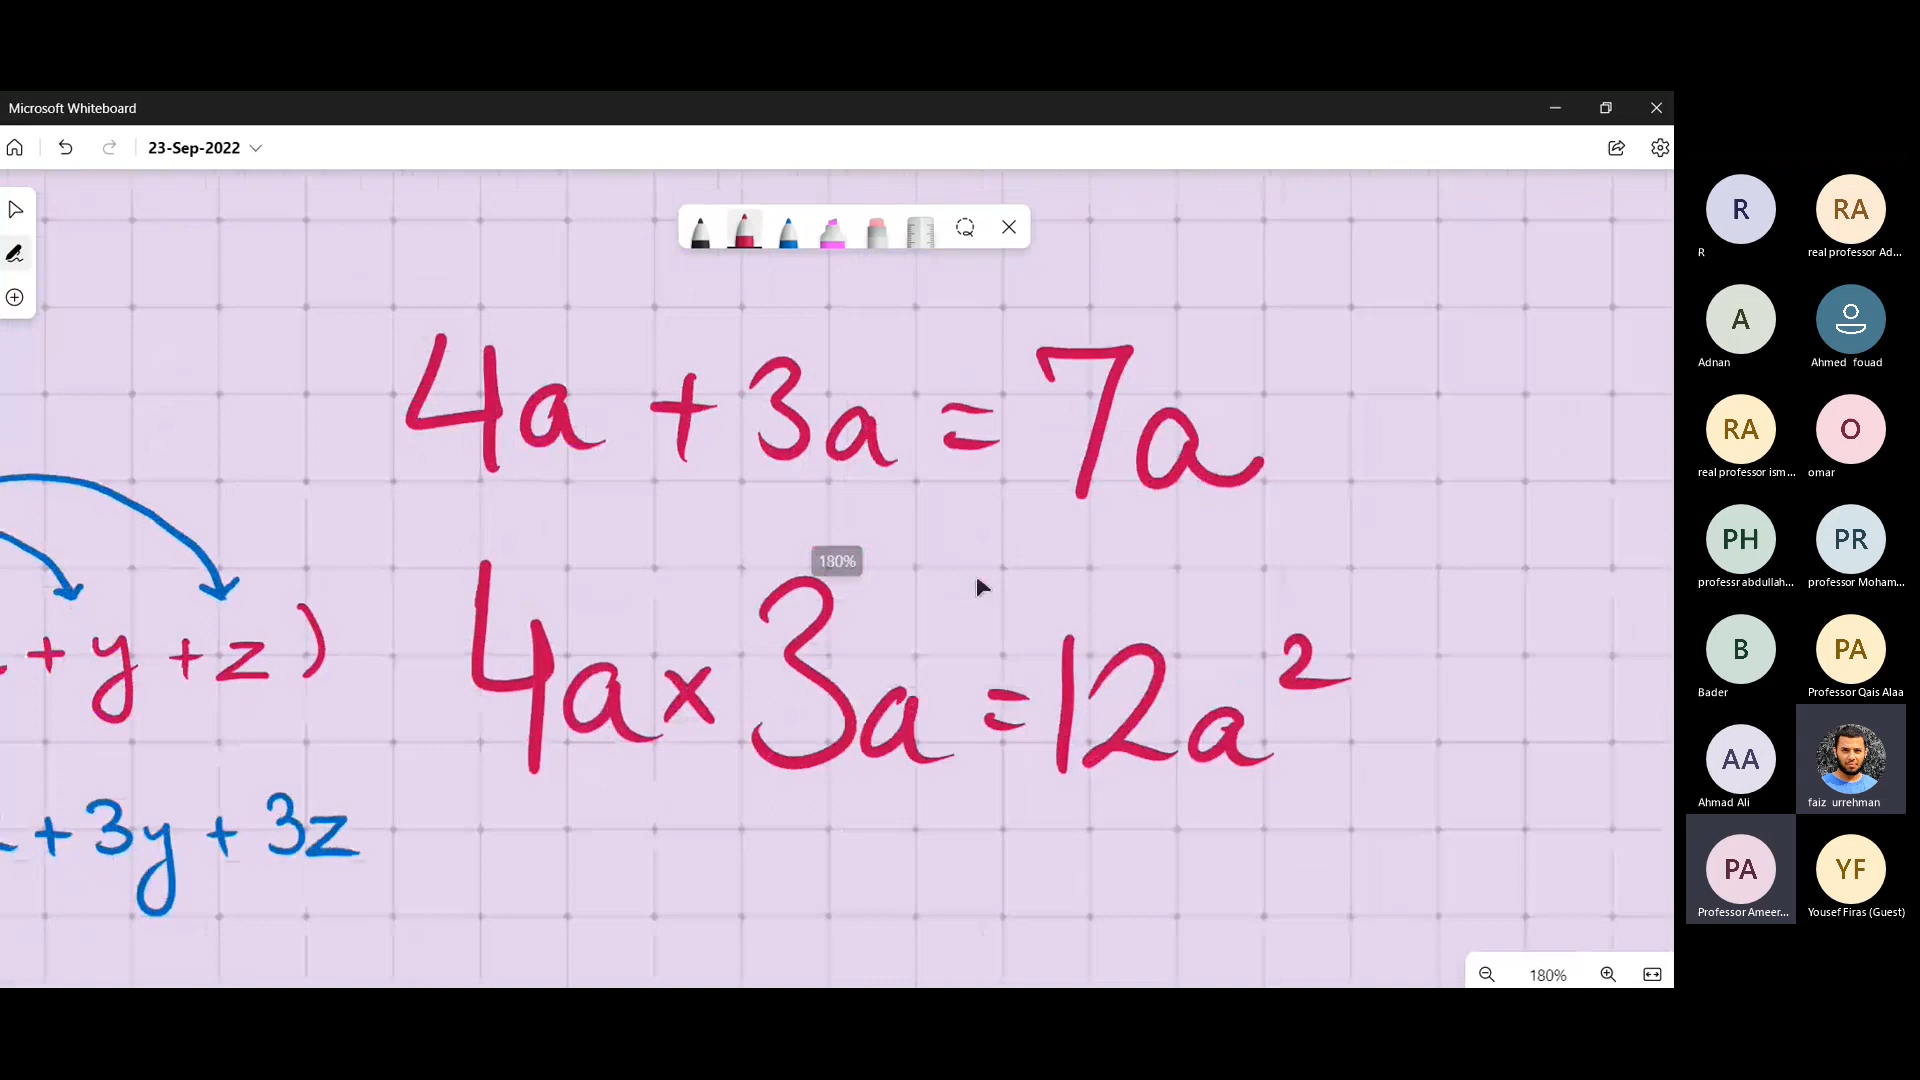 Microsoft Whiteboard
23-Sep-2022
4a + 3a = 7a
180%
4a x 3a = 12a²
+ y + z )
+ 3y + 3z
180%
R
RA
R
real professor Ad...
A
Adnan
Ahmed fouad
RA
O
real professor ism...
omar
PH
PR
professr abdullah...
professor Moham...
B
PA
Bader
Professor Qais Alaa
AA
Ahmad Ali
faiz urrehman
PA
YF
Professor Ameer...
Yousef Firas (Guest)